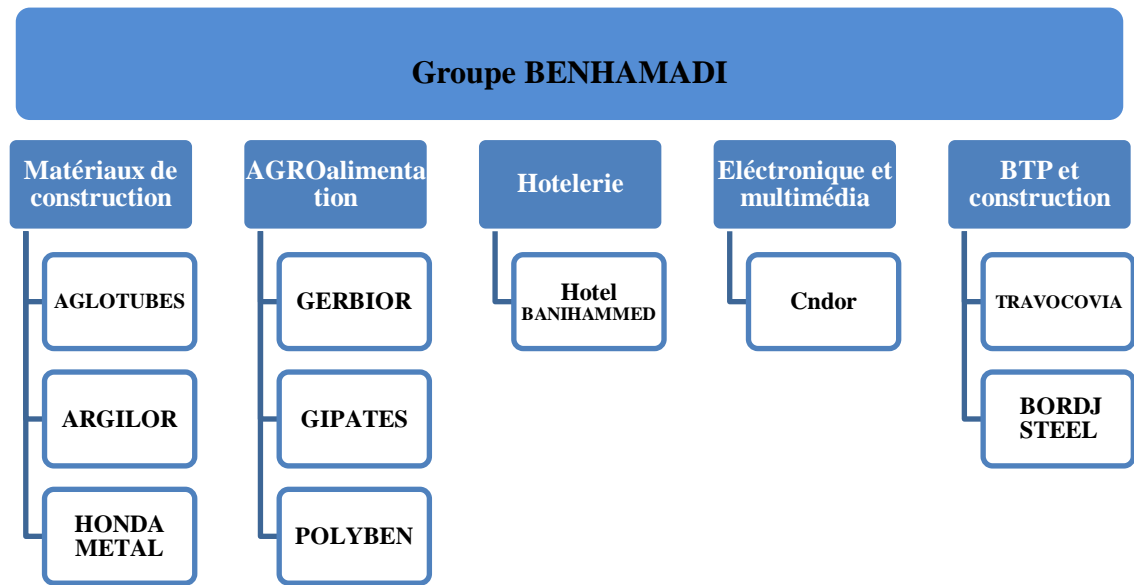 Groupe BENHAMADI
Matériaux de
construction
AGLOTUBES
ARGILOR
HONDA
METAL
AGROalimenta
tion
GERBIOR
GIPATES
POLYBEN
Hotelerie
Hotel
BANIHAMMED
Eléctronique et
multimédia
Cndor
BTP et
construction
TRAVOCOVIA
BORDJ
STEEL